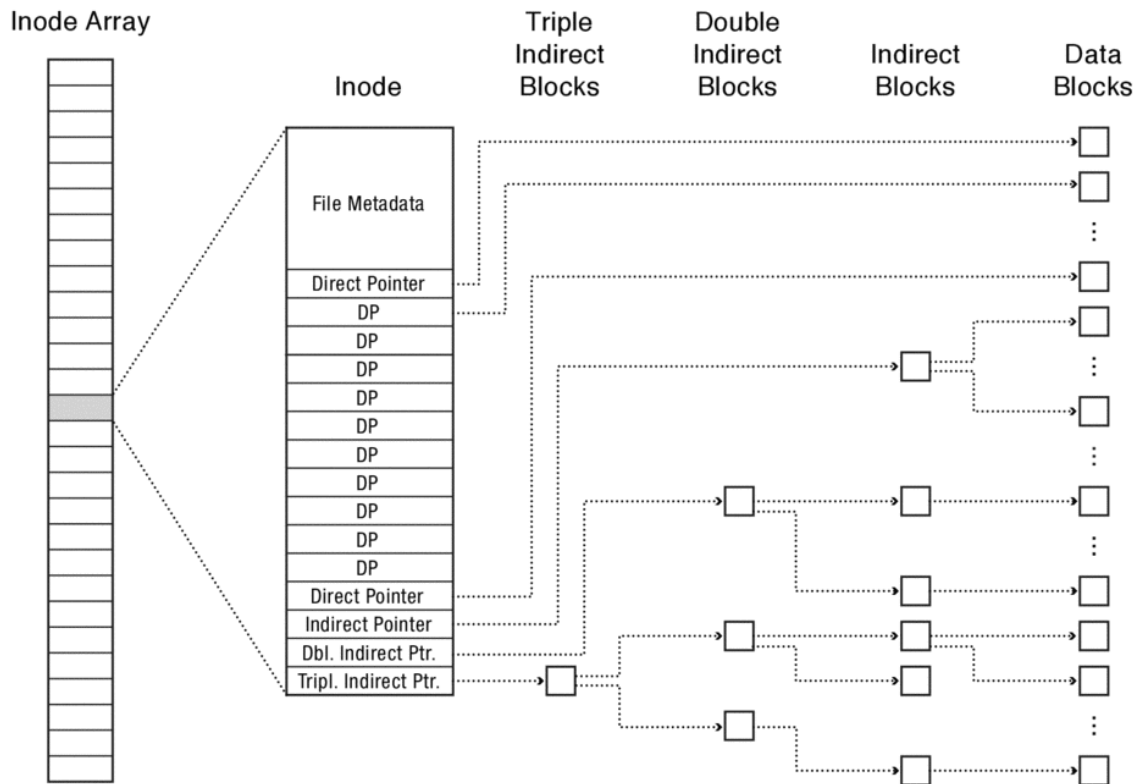 Inode Array
Inode
Triple
Indirect
Blocks
Double
Indirect
Blocks
Indirect
Blocks
Data
Blocks
File Metadata
Direct Pointer
DP
DP
DP
DP
DP
DP
DP
DP
DP
DP
Direct Pointer
Indirect Pointer
Dbl. Indirect Ptr.
Tripl. Indirect Ptr.